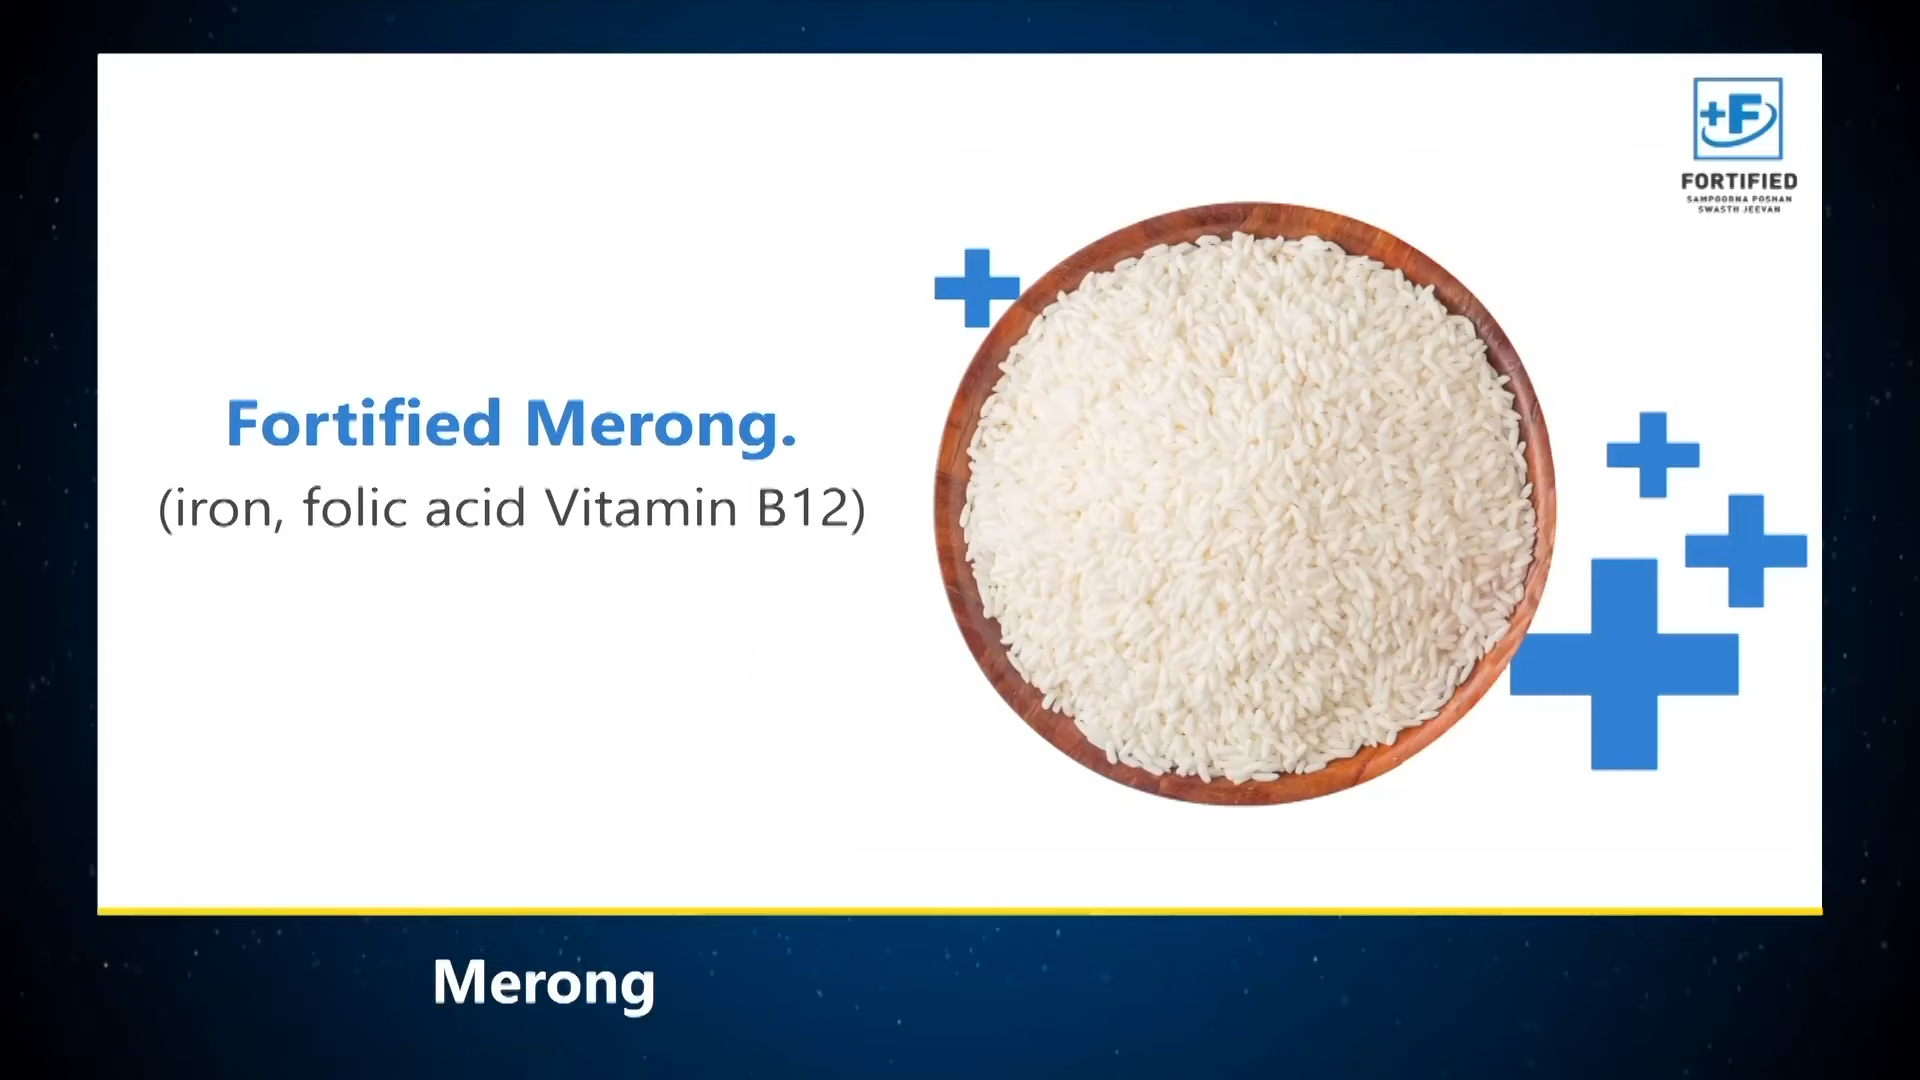 +F
FORTIFIED
SAMPOORNA POSHAN
SWASTH JEEVAN
Fortified Merong.
(iron, folic acid Vitamin B12)
Merong